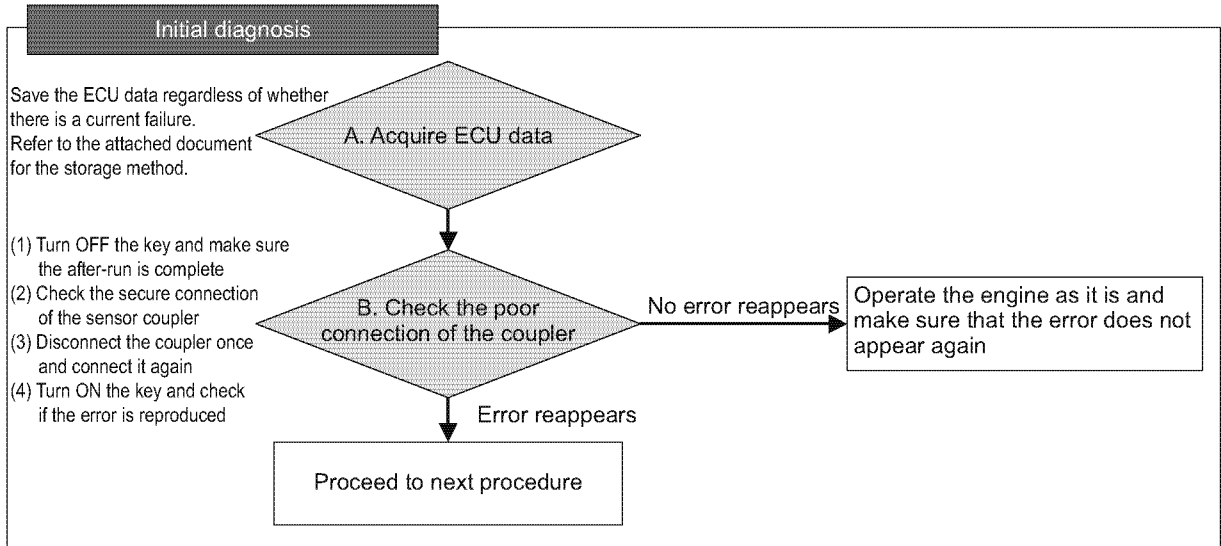 Initial diagnosis
Save the ECU data regardless of whether
there is a current failure.
Refer to the attached document
for the storage method.
A. Acquire ECU data
(1) Turn OFF the key and make sure
the after-run is complete
(2) Check the secure connection
of the sensor coupler
(3) Disconnect the coupler once
and connect it again
(4) Turn ON the key and check
if the error is reproduced
B. Check the poor
connection of the coupler
No error reappears
Operate the engine as it is and
make sure that the error does not
appear again
Error reappears
Proceed to next procedure